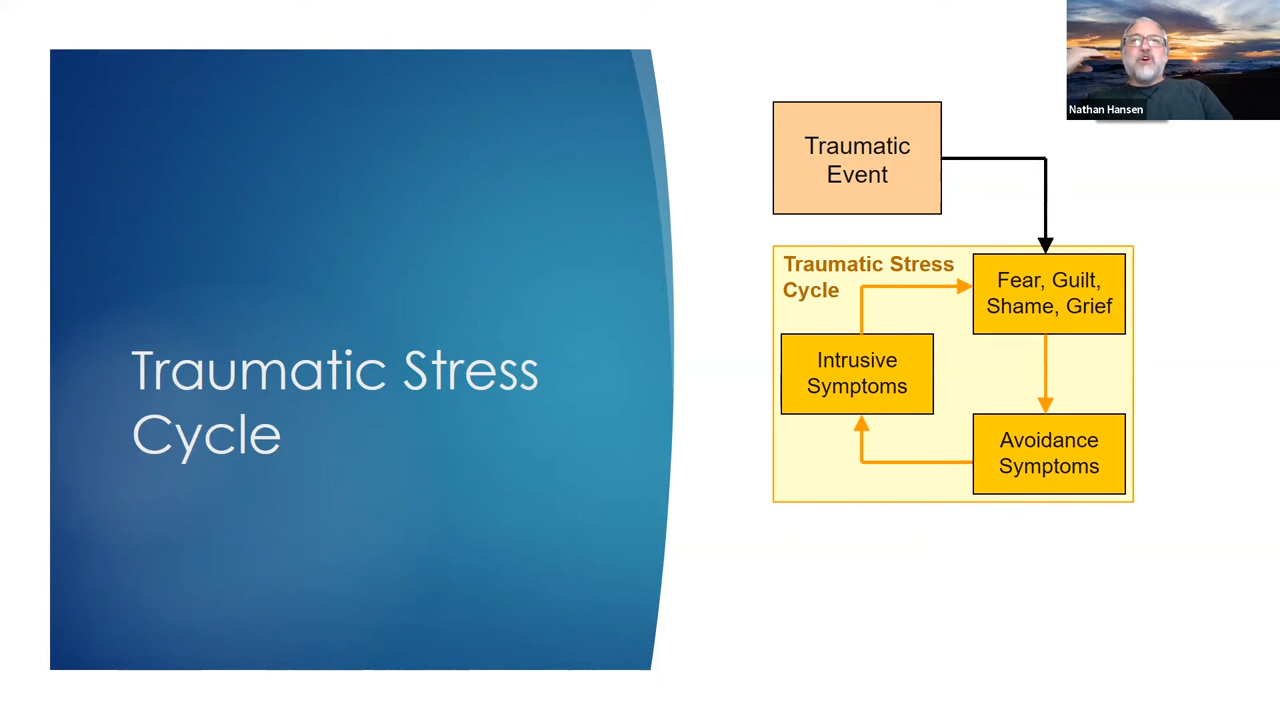 Traumatic Stress
Cycle
Traumatic
Event
Traumatic Stress
Cycle
Fear, Guilt,
Shame, Grief
Intrusive
Symptoms
Avoidance
Symptoms
Nathan Hansen